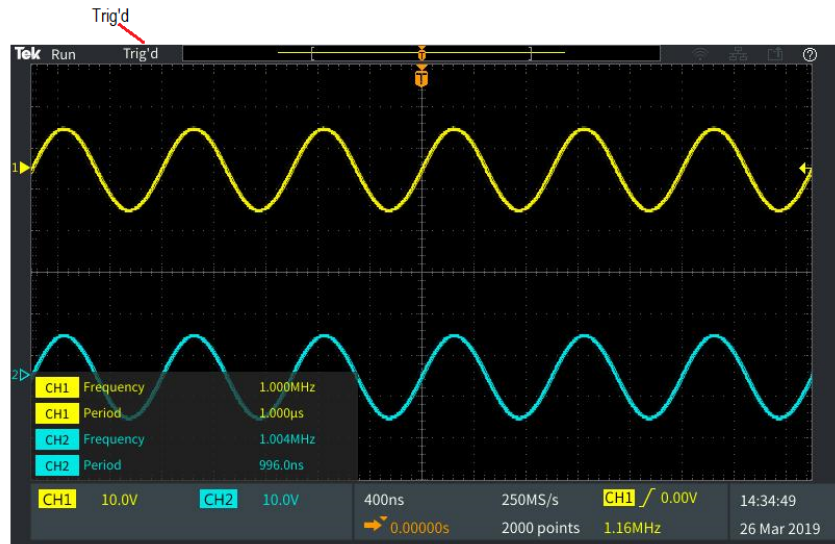 Trig'd
Tek Run Trig'd
T
T
1
2
CH1 Frequency 1.000MHz
CH1 Period 1.000µs
CH2 Frequency 1.004MHz
CH2 Period 996.0ns
CH1 10.0V CH2 10.0V 400ns 250MS/s CH1 0.00V 14:34:49
0.00000s 2000 points 1.16MHz 26 Mar 2019